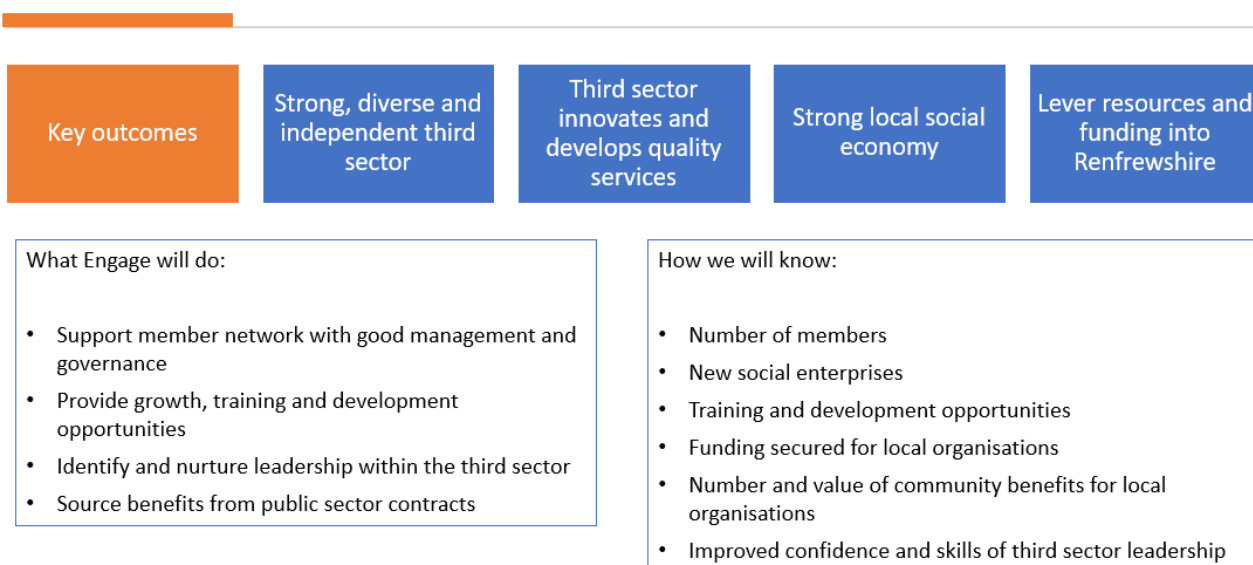 Key outcomes
Strong, diverse and
independent third
sector
Third sector
innovates and
develops quality
services
Strong local social
economy
Lever resources and
funding into
Renfrewshire
What Engage will do:
• Support member network with good management and
governance
• Provide growth, training and development
opportunities
• Identify and nurture leadership within the third sector
• Source benefits from public sector contracts
How we will know:
• Number of members
• New social enterprises
• Training and development opportunities
• Funding secured for local organisations
• Number and value of community benefits for local
organisations
• Improved confidence and skills of third sector leadership